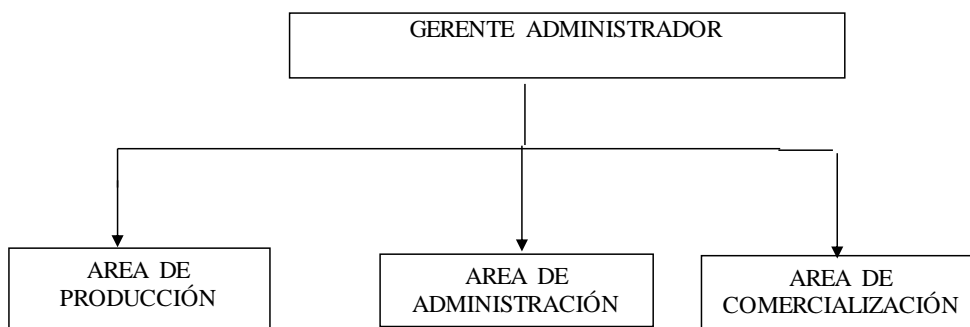 GERENTE ADMINISTRADOR
AREA DE
PRODUCCIÓN
AREA DE
ADMINISTRACIÓN
AREA DE
COMERCIALIZACIÓN